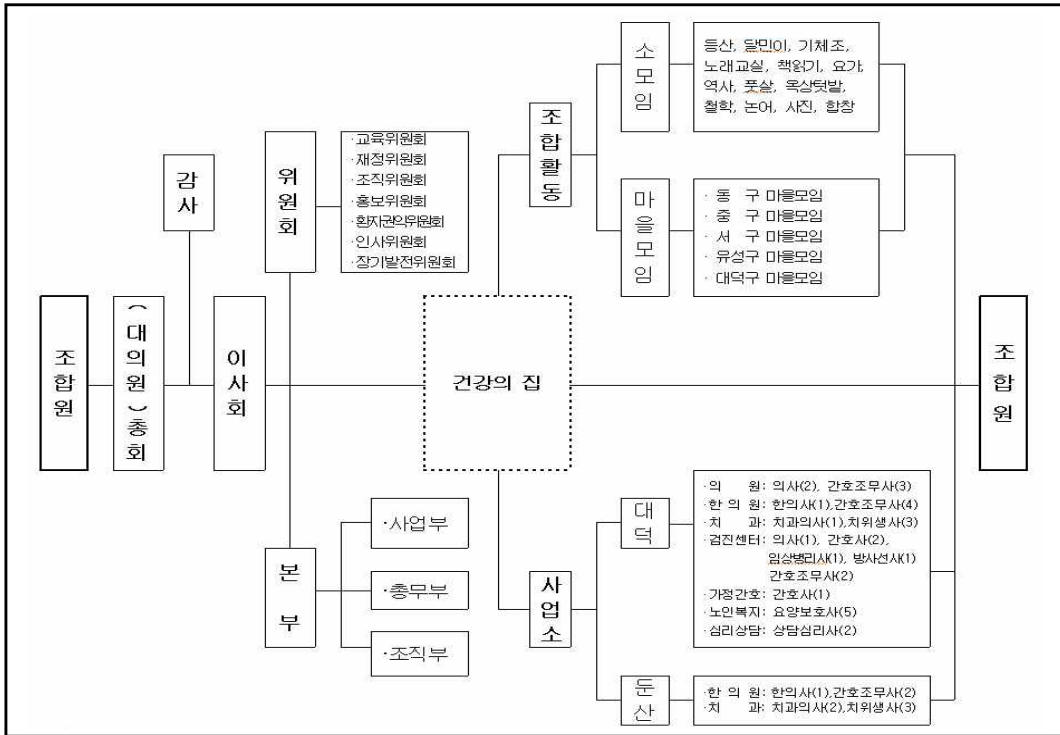 조합원
(대의원)총회
감사
이사회
위원회
·교육위원회
·재정위원회
·조직위원회
·홍보위원회
·환자권익위원회
·인사위원회
·장기발전위원회
본부
·사업부
·총무부
·조직부
건강의 집
조합활동
소모임
등산, 달민이, 기체조,
노래교실, 책읽기, 요가,
역사, 풋살, 옥상텃밭,
철학, 논어, 사진, 합창
마을모임
· 동 구 마을모임
· 중 구 마을모임
· 서 구 마을모임
· 유성구 마을모임
· 대덕구 마을모임
사업소
대덕
·의 원: 의사(2), 간호조무사(3)
·한 의 원: 한의사(1),간호조무사(4)
·치 과: 치과의사(1),치위생사(3)
·검진센터: 의사(1), 간호사(2),
임상병리사(1), 방사선사(1)
간호조무사(2)
·가정간호: 간호사(1)
·노인복지: 요양보호사(5)
·심리상담: 상담심리사(2)
둔산
·한 의 원: 한의사(1),간호조무사(2)
·치 과: 치과의사(2),치위생사(3)
조합원